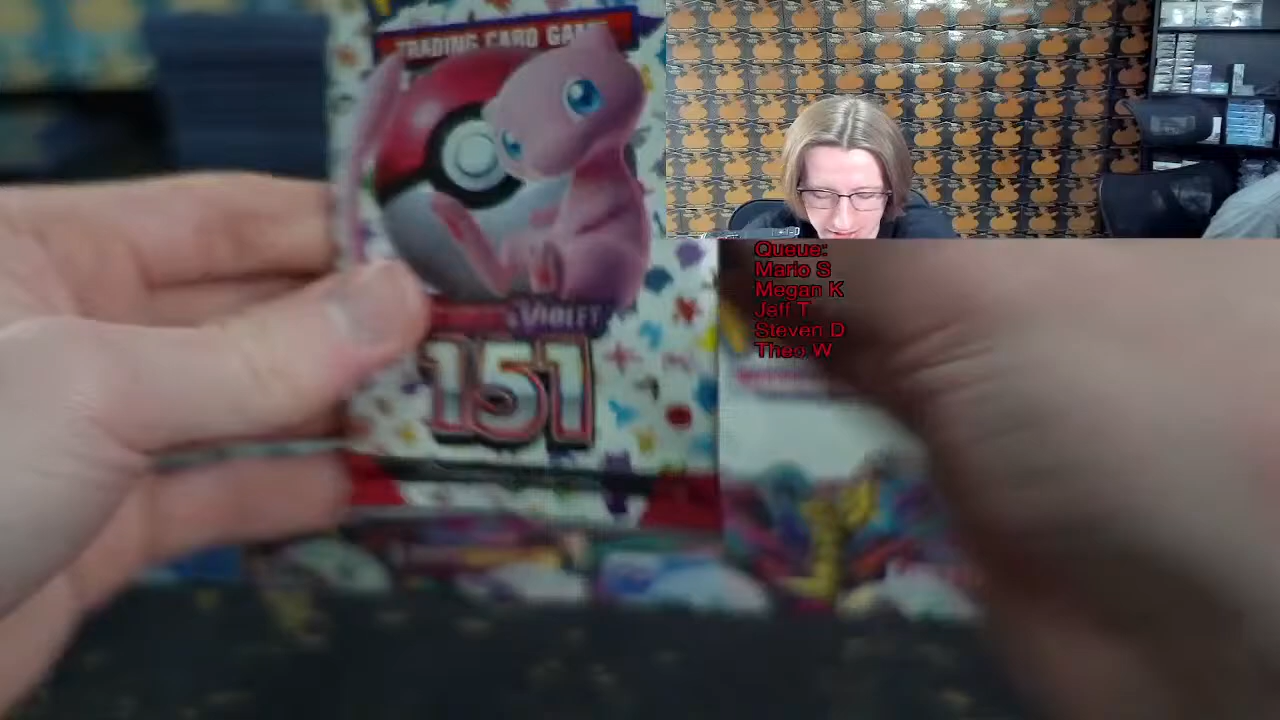 TRADING CARD GAME
& VIOLET
151
Queue:
Mario S
Megan K
Jeff T
Steven D
Theo W